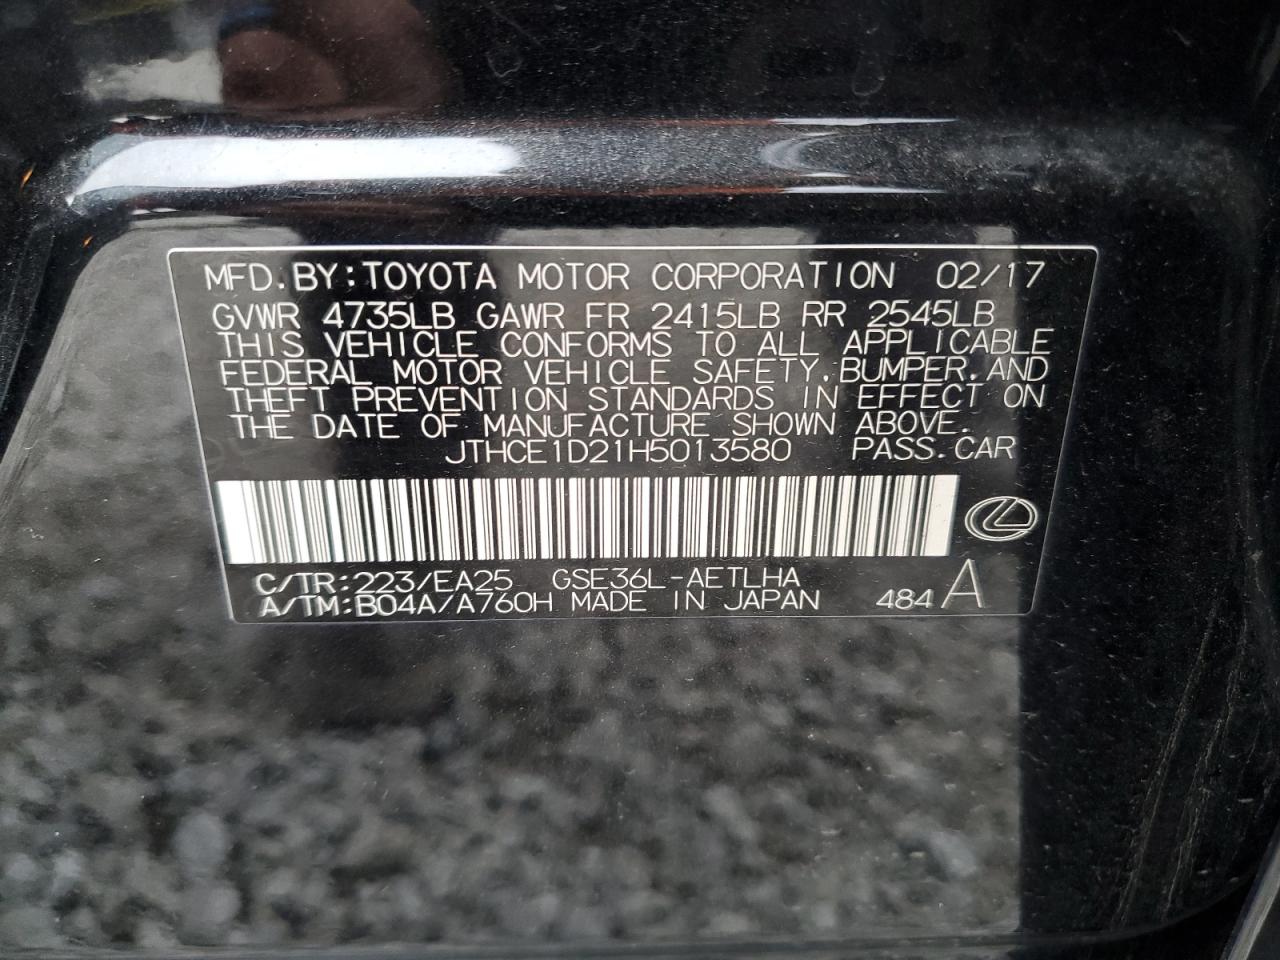 MFD.BY:TOYOTA MOTOR CORPORATION 02/17
GVWR 4735LB GAWR FR 2415LB RR 2545LB
THIS VEHICLE CONFORMS TO ALL APPLICABLE
FEDERAL MOTOR VEHICLE SAFETY,BUMPER,AND
THEFT PREVENTION STANDARDS IN EFFECT ON
THE DATE OF MANUFACTURE SHOWN ABOVE.
JTHCE1D21H5013580 PASS.CAR
C/TR:223/EA25 GSE36L-AETLHA
A/TM:B04A/A760H MADE IN JAPAN 484 A